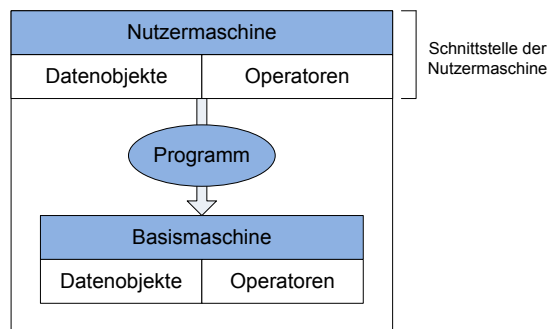 Nutzermaschine
Schnittstelle der
Nutzermaschine
Datenobjekte Operatoren
Programm
Basismaschine
Datenobjekte Operatoren